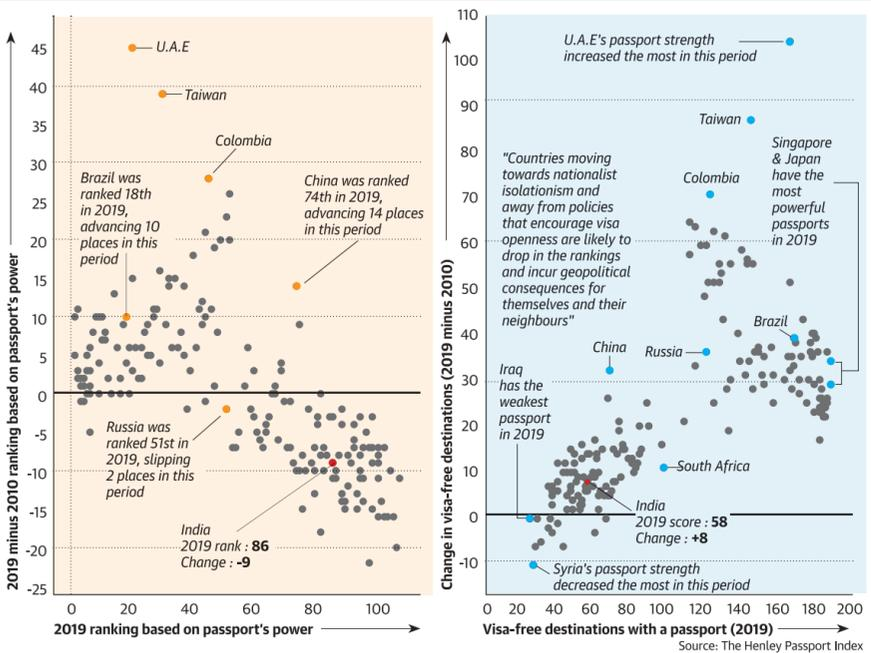 2019 minus 2010 ranking based on passport's power
45
40
35
30
25
20
15
10
5
0
-5
-10
-15
-20
-25
U.A.E
Taiwan
Colombia
Brazil was
ranked 18th
in 2019,
advancing 10
places in this
period
China was ranked
74th in 2019,
advancing 14 places
in this period
Russia was
ranked 51st in
2019, slipping
2 places in this
period
India
2019 rank : 86
Change : -9
0 20 40 60 80 100
2019 ranking based on passport's power
Change in visa-free destinations (2019 minus 2010)
110
100
90
80
70
60
50
40
30
20
10
0
-10
U.A.E's passport strength
increased the most in this period
Taiwan
Singapore
& Japan
have the
most
powerful
passports
in 2019
"Countries moving
towards nationalist
isolationism and
away from policies
that encourage visa
openness are likely to
drop in the rankings
and incur geopolitical
consequences for
themselves and their
neighbours"
Colombia
Brazil
China
Russia
Iraq
has the
weakest
passport
in 2019
South Africa
India
2019 score : 58
Change : +8
Syria's passport strength
decreased the most in this period
0 20 40 60 80 100 120 140 160 180 200
Visa-free destinations with a passport (2019)
Source: The Henley Passport Index